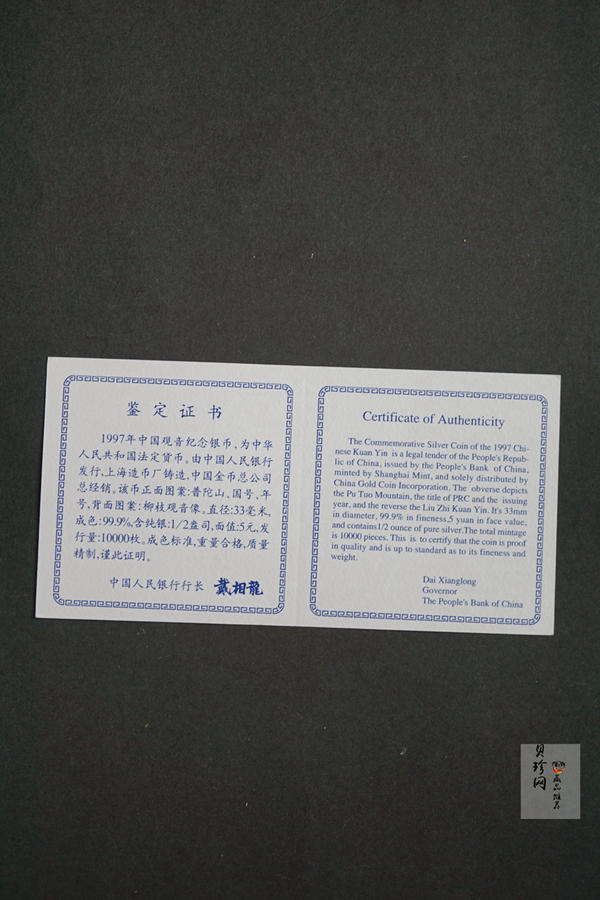 鉴定证书
1997年中国观音纪念银币、为中华
人民共和国法定货币。由中国人民银行
发行,上海造币厂铸造,中国金币总公司
总经销。该币正面图案:普陀山、国号、年
号,背面图案:柳枝观音像。直径:33毫米,
成色:99.9%,含纯银:1/2盎司,面值:5元,发
行量:10000枚。成色标准,重量合格,质量
精制,谨此证明。
中国人民银行行长 戴相龍
Certificate of Authenticity
The Commemorative Silver Coin of the 1997 Chi-
nese Kuan Yin is a legal tender of the People's Repub-
lic of China, issued by the People's Bank of China,
minted by Shanghai Mint, and solely distributed by
China Gold Coin Incorporation. The obverse depicts
the Pu Tuo Mountain, the title of PRC and the issuing
year, and the reverse the Liu Zhi Kuan Yin. It's 33mm
in diameter, 99.9% in fineness,5 yuan in face value,
and contains1/2 ounce of pure silver.The total mintage
is 10000 pieces. This is to certify that the coin is proof
in quality and is up to standard as to its fineness and
weight.
Dai Xianglong
Governor
The People's Bank of China
贝珍网
藏品推荐